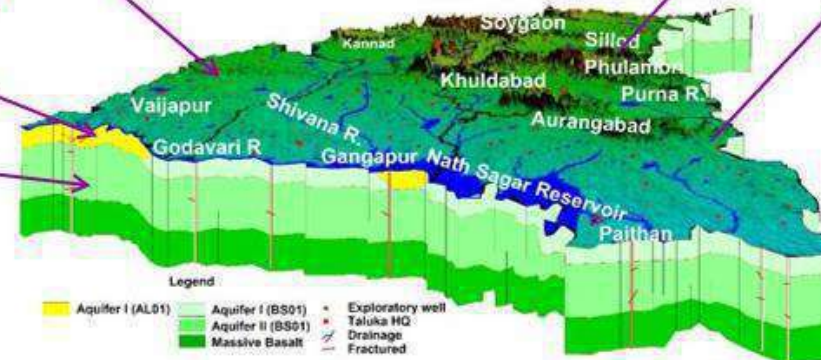 Soygaon
Kannad
Sillod
Phulambri
Khuldabad
Purna R.
Vaijapur
Shivana R.
Aurangabad
Godavari R
Gangapur
Nath Sagar Reservoir
Paithan
Legend
Aquifer I (AL01)
Aquifer I (BS01)
Aquifer II (BS01)
Massive Basalt
Exploratory well
Taluka HQ
Drainage
Fractured